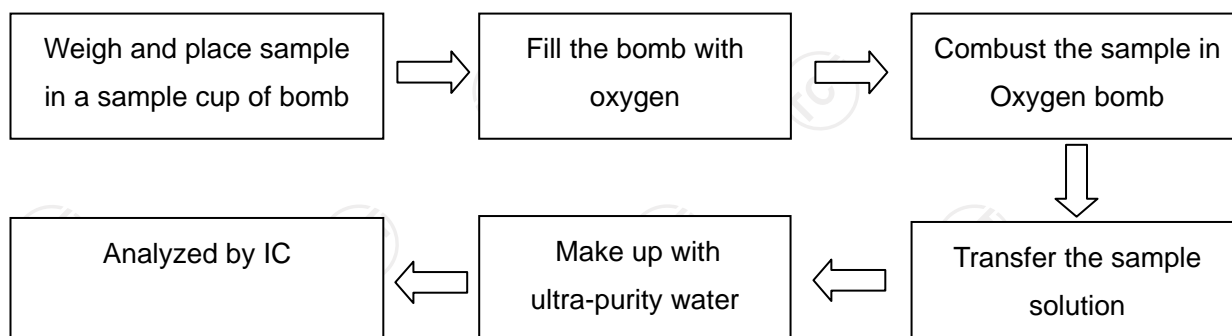 Weigh and place sample
in a sample cup of bomb
Fill the bomb with
oxygen
Combust the sample in
Oxygen bomb
Transfer the sample
solution
Make up with
ultra-purity water
Analyzed by IC